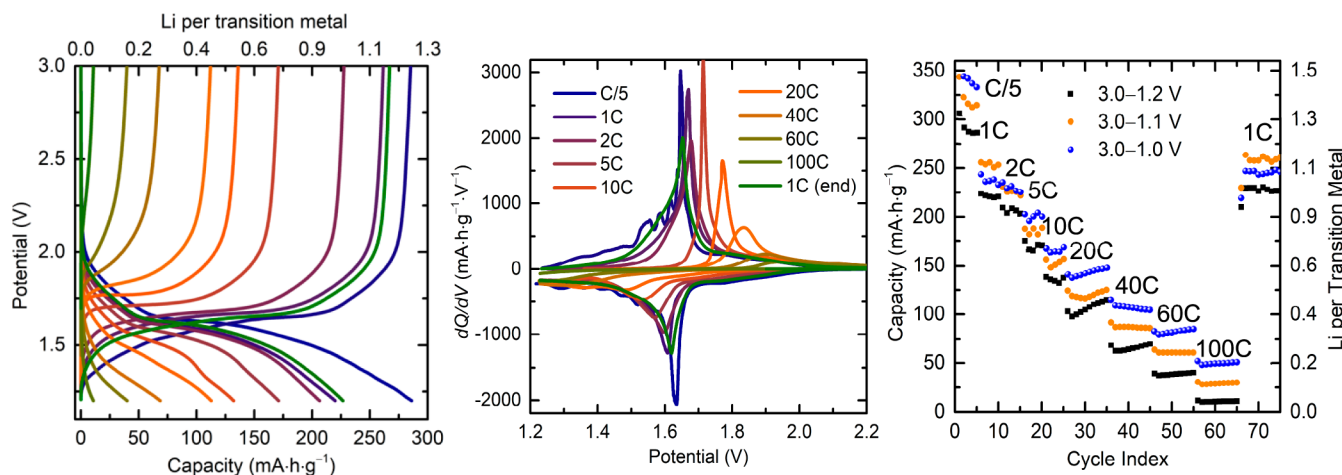 Li per transition metal
0.0 0.2 0.4 0.6 0.9 1.1 1.3
Potential (V)
3.0
2.5
2.0
1.5
0 50 100 150 200 250 300
Capacity (mA·h·g⁻¹)
dQ/dV (mA·h·g⁻¹·V⁻¹)
3000
2000
1000
0
-1000
-2000
C/5
1C
2C
5C
10C
20C
40C
60C
100C
1C (end)
1.2 1.4 1.6 1.8 2.0 2.2
Potential (V)
Capacity (mA·h·g⁻¹)
350
300
250
200
150
100
50
0
C/5
1C
2C
5C
10C
20C
40C
60C
100C
1C
3.0–1.2 V
3.0–1.1 V
3.0–1.0 V
1.5
1.3
1.1
0.9
0.6
0.4
0.2
0.0
Li per Transition Metal
0 10 20 30 40 50 60 70
Cycle Index